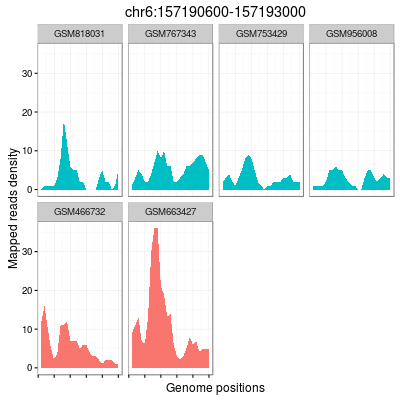 chr6:157190600-157193000
GSM818031 GSM767343 GSM753429 GSM956008
30
20
10
0
GSM466732 GSM663427
30
20
10
0
Mapped reads density
Genome positions